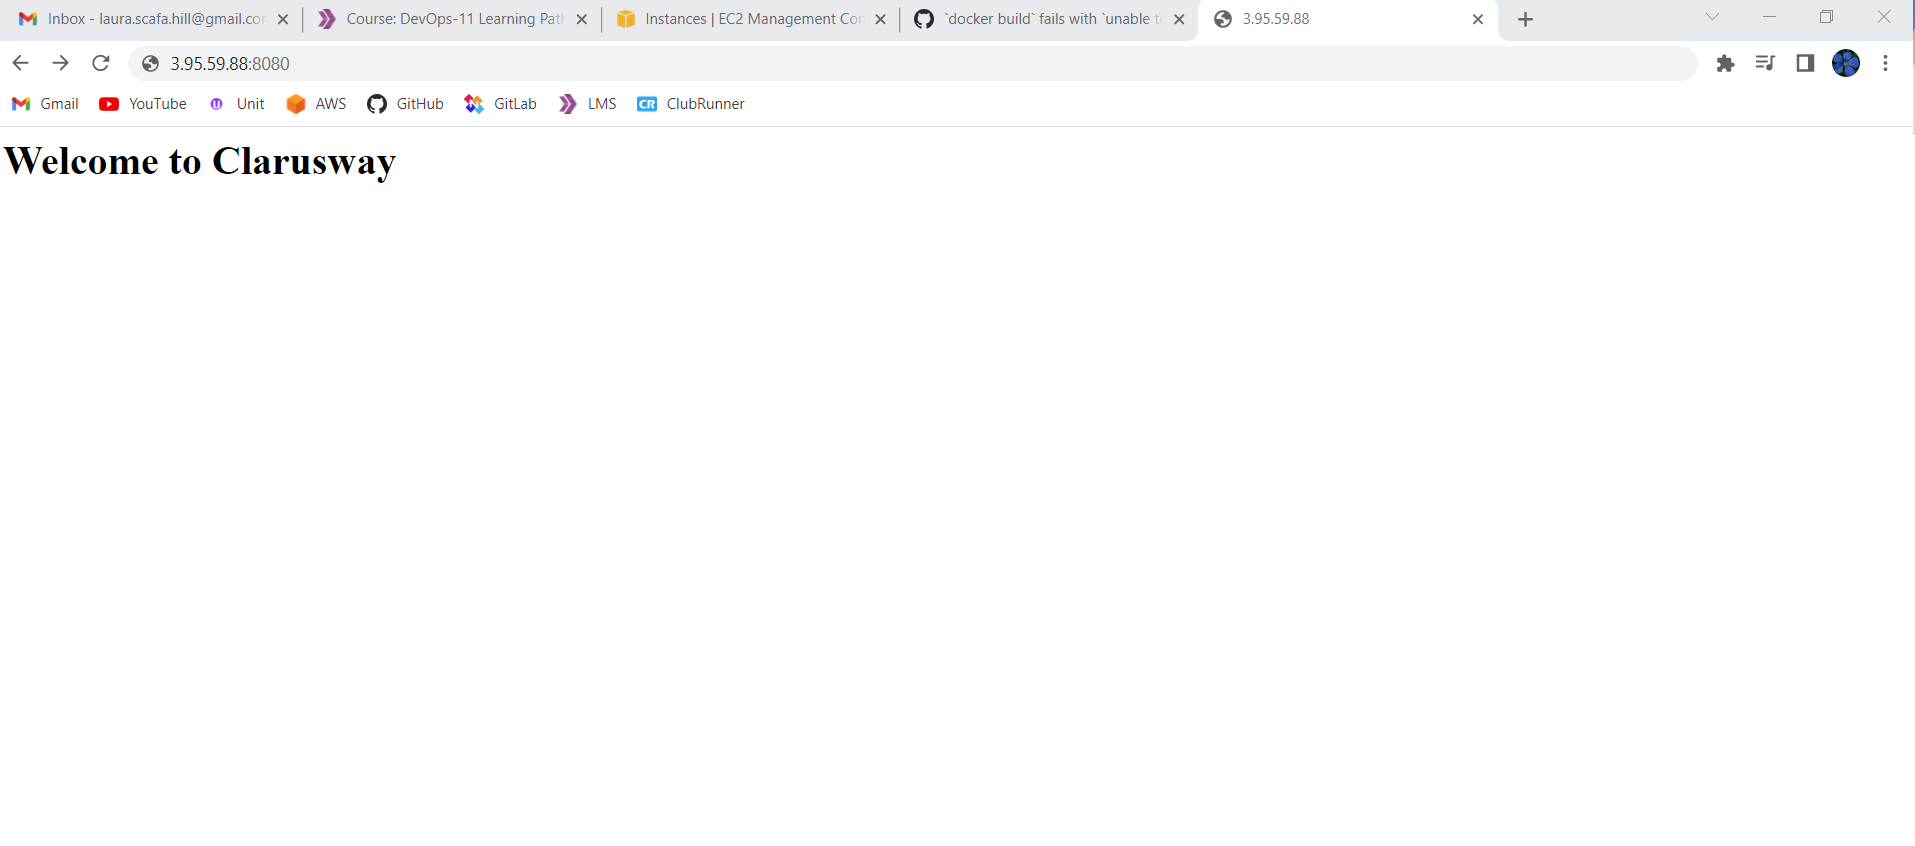 Inbox - laura.scafa.hill@gmail.co
Course: DevOps-11 Learning Pat
Instances | EC2 Management Co
`docker build` fails with `unable t
3.95.59.88
3.95.59.88:8080
Gmail
YouTube
u Unit
AWS
GitHub
GitLab
LMS
CR ClubRunner
Welcome to Clarusway